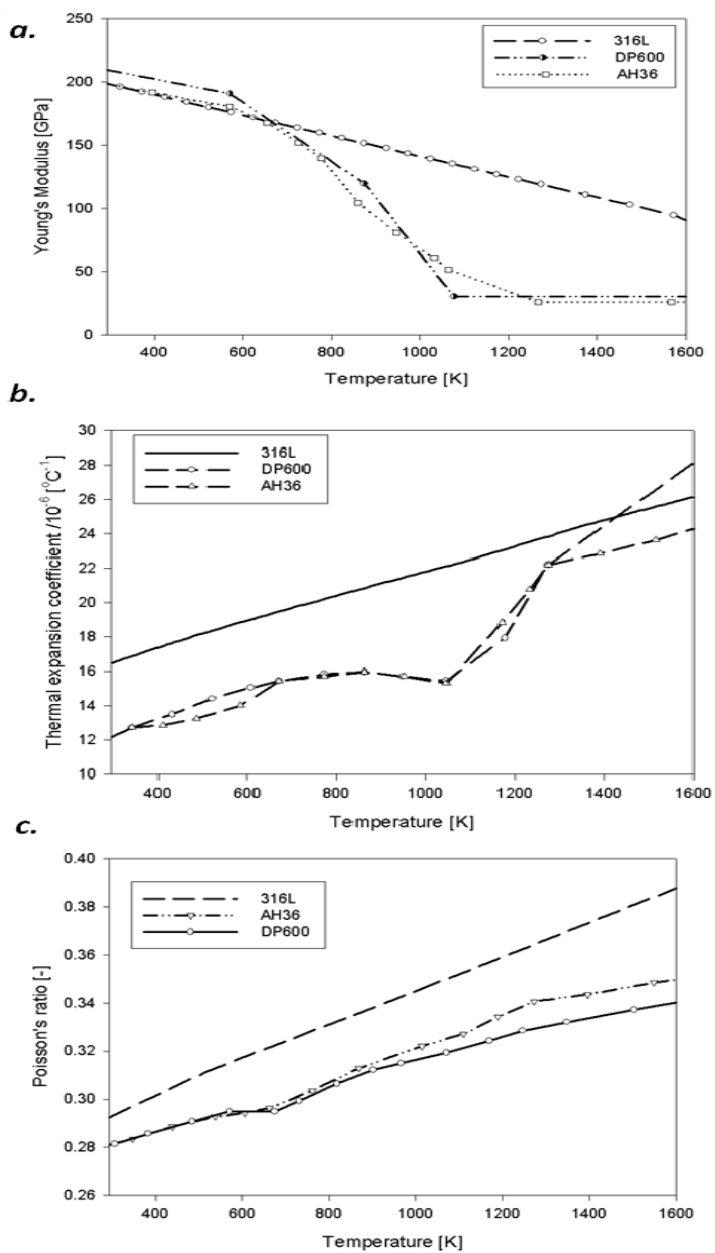 a.
316L
DP600
AH36
Young's Modulus [GPa]
250
200
150
100
50
0
400 600 800 1000 1200 1400 1600
Temperature [K]
b.
316L
DP600
AH36
Thermal expansion coefficient /10⁻⁶ [°C⁻¹]
30
28
26
24
22
20
18
16
14
12
10
400 600 800 1000 1200 1400 1600
Temperature [K]
c.
316L
AH36
DP600
Poisson's ratio [-]
0.40
0.38
0.36
0.34
0.32
0.30
0.28
0.26
400 600 800 1000 1200 1400 1600
Temperature [K]